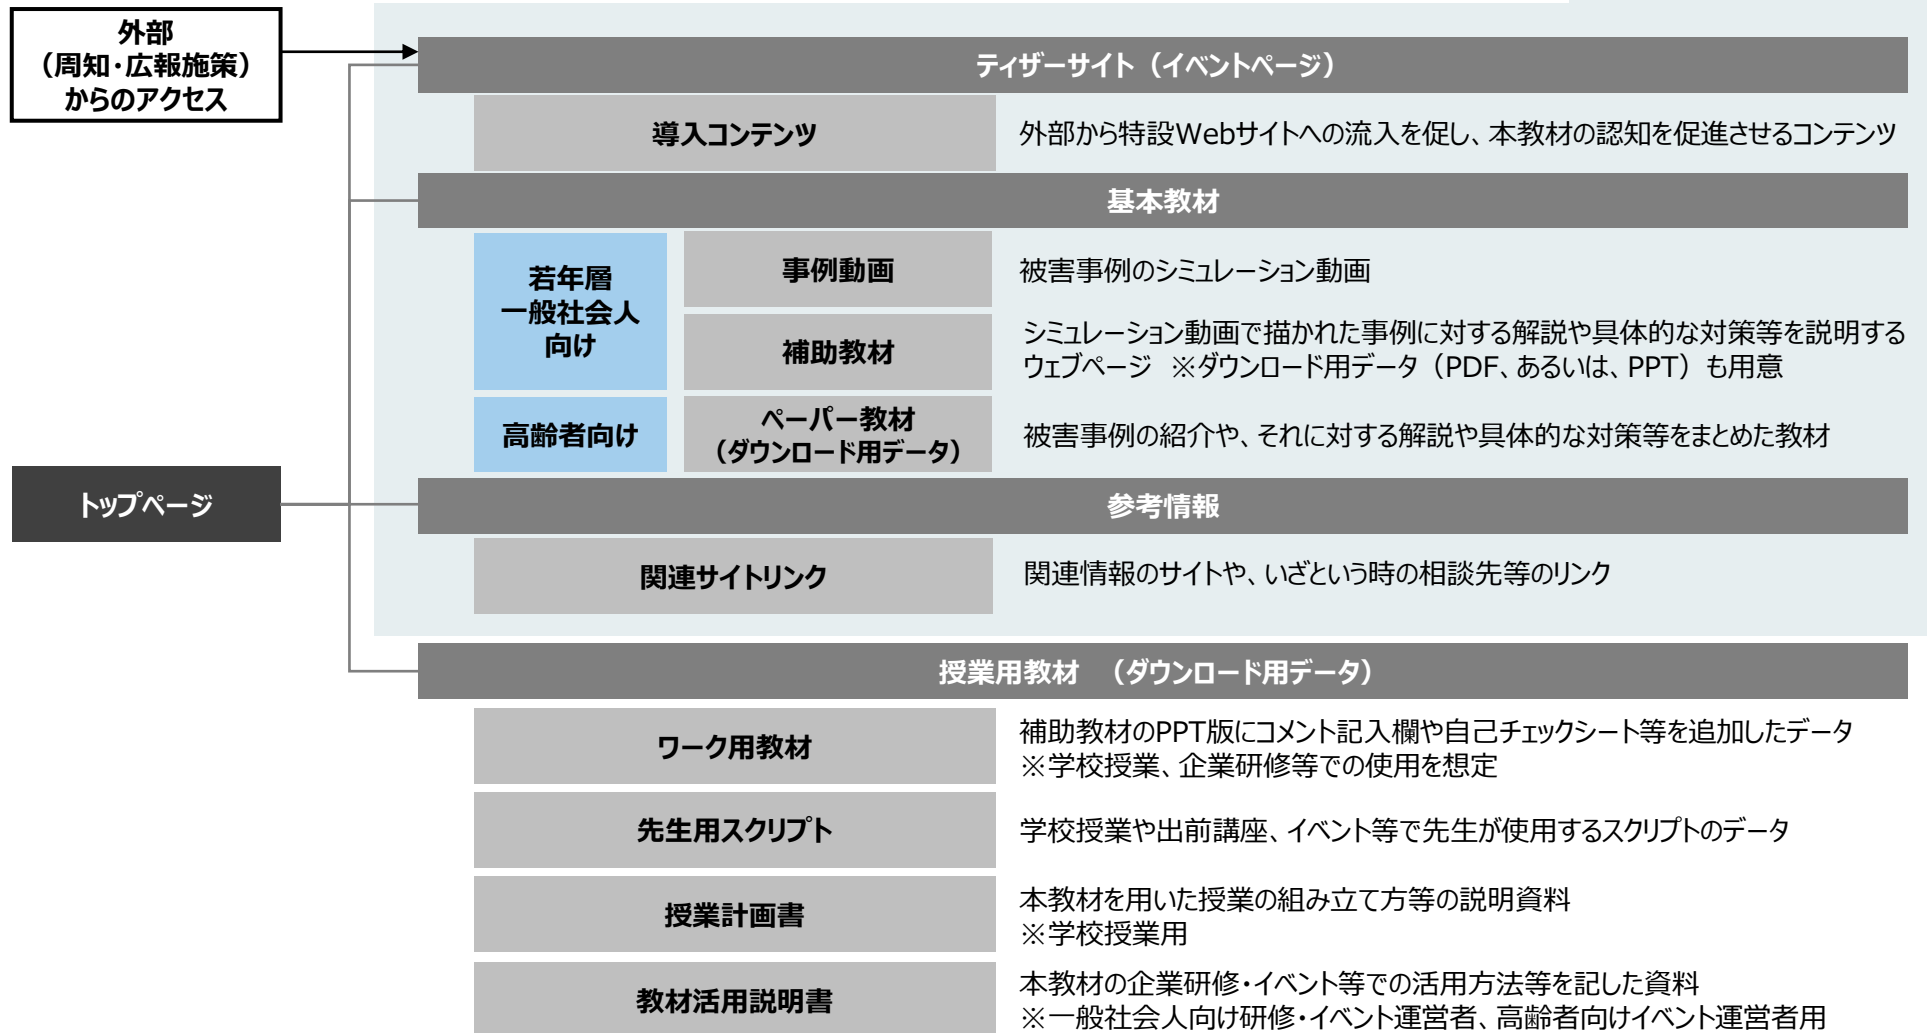 外部
（周知・広報施策）
からのアクセス
ティザーサイト（イベントページ）
導入コンテンツ
外部から特設Webサイトへの流入を促し、本教材の認知を促進させるコンテンツ
基本教材
若年層
一般社会人
向け
事例動画
被害事例のシミュレーション動画
補助教材
シミュレーション動画で描かれた事例に対する解説や具体的な対策等を説明する
ウェブページ　※ダウンロード用データ（PDF、あるいは、PPT）も用意
高齢者向け
ペーパー教材
（ダウンロード用データ）
被害事例の紹介や、それに対する解説や具体的な対策等をまとめた教材
トップページ
参考情報
関連サイトリンク
関連情報のサイトや、いざという時の相談先等のリンク
授業用教材　（ダウンロード用データ）
ワーク用教材
補助教材のPPT版にコメント記入欄や自己チェックシート等を追加したデータ
※学校授業、企業研修等での使用を想定
先生用スクリプト
学校授業や出前講座、イベント等で先生が使用するスクリプトのデータ
授業計画書
本教材を用いた授業の組み立て方等の説明資料
※学校授業用
教材活用説明書
本教材の企業研修・イベント等での活用方法等を記した資料
※一般社会人向け研修・イベント運営者、高齢者向けイベント運営者用